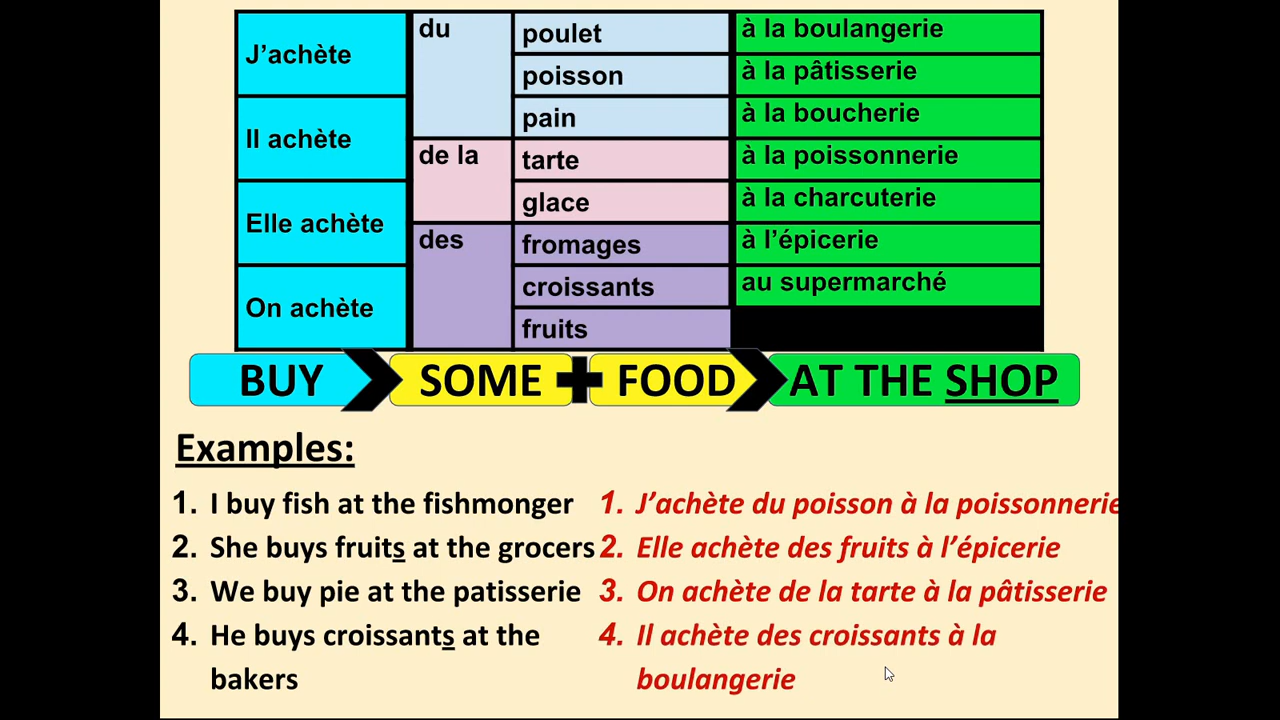 J'achète du poulet à la boulangerie
poisson à la pâtisserie
Il achète pain à la boucherie
de la tarte à la poissonnerie
Elle achète glace à la charcuterie
des fromages à l'épicerie
On achète croissants au supermarché
fruits
BUY SOME + FOOD AT THE SHOP
Examples:
1. I buy fish at the fishmonger 1. J'achète du poisson à la poissonnerie
2. She buys fruits at the grocers 2. Elle achète des fruits à l'épicerie
3. We buy pie at the patisserie 3. On achète de la tarte à la pâtisserie
4. He buys croissants at the 4. Il achète des croissants à la
bakers boulangerie